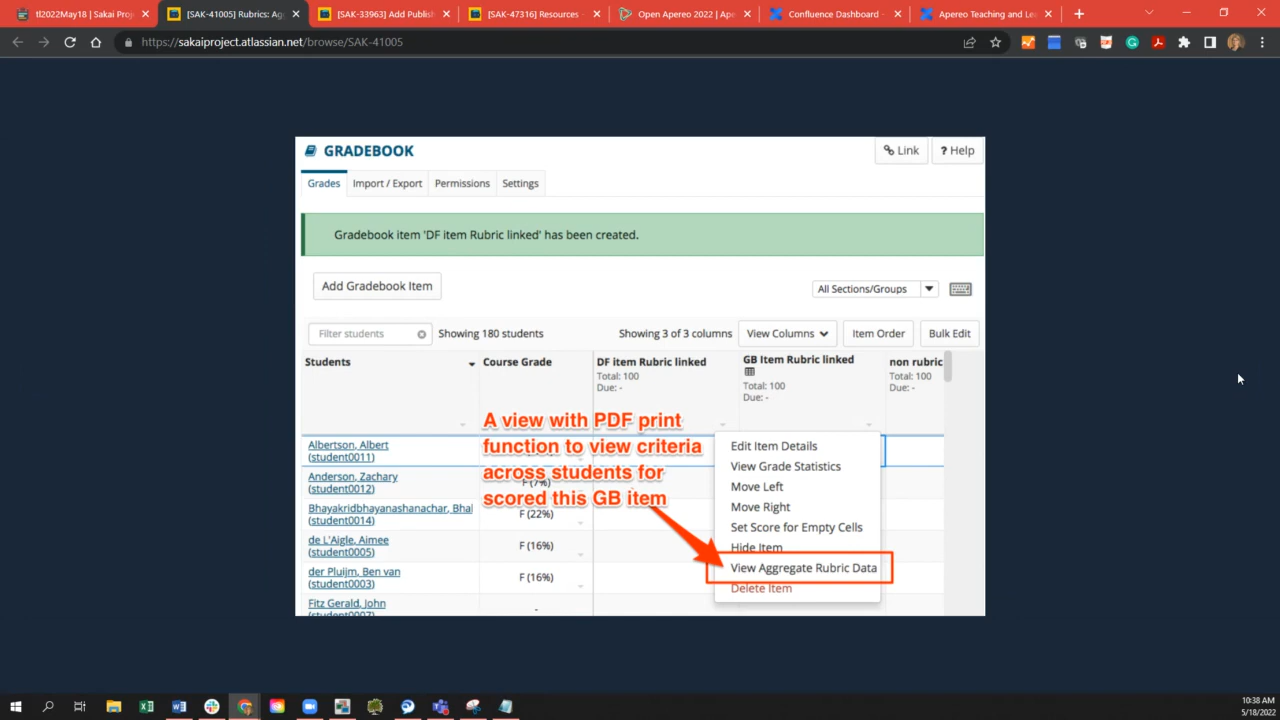 tl2022May18 | Sakai Proj
[SAK-41005] Rubrics: Agg
[SAK-33963] Add Publish
[SAK-47316] Resources -
Open Apereo 2022 | Ape
Confluence Dashboard -
Apereo Teaching and Lea
https://sakaiproject.atlassian.net/browse/SAK-41005
GRADEBOOK
Link
? Help
Grades
Import / Export
Permissions
Settings
Gradebook item 'DF item Rubric linked' has been created.
Add Gradebook Item
All Sections/Groups
Filter students
Showing 180 students
Showing 3 of 3 columns
View Columns
Item Order
Bulk Edit
Students
Course Grade
DF item Rubric linked
Total: 100
Due: -
GB Item Rubric linked
Total: 100
Due: -
non rubric
Total: 100
Due: -
A view with PDF print
function to view criteria
across students for
scored this GB item
Albertson, Albert
(student0011)
Anderson, Zachary
(student0012)
F (7%)
Bhayakridbhayanashanachar, Bhal
(student0014)
F (22%)
de L'Aigle, Aimee
(student0005)
F (16%)
der Pluijm, Ben van
(student0003)
F (16%)
Fitz Gerald, John
(student0007)
-
Edit Item Details
View Grade Statistics
Move Left
Move Right
Set Score for Empty Cells
Hide Item
View Aggregate Rubric Data
Delete Item
10:38 AM
5/18/2022